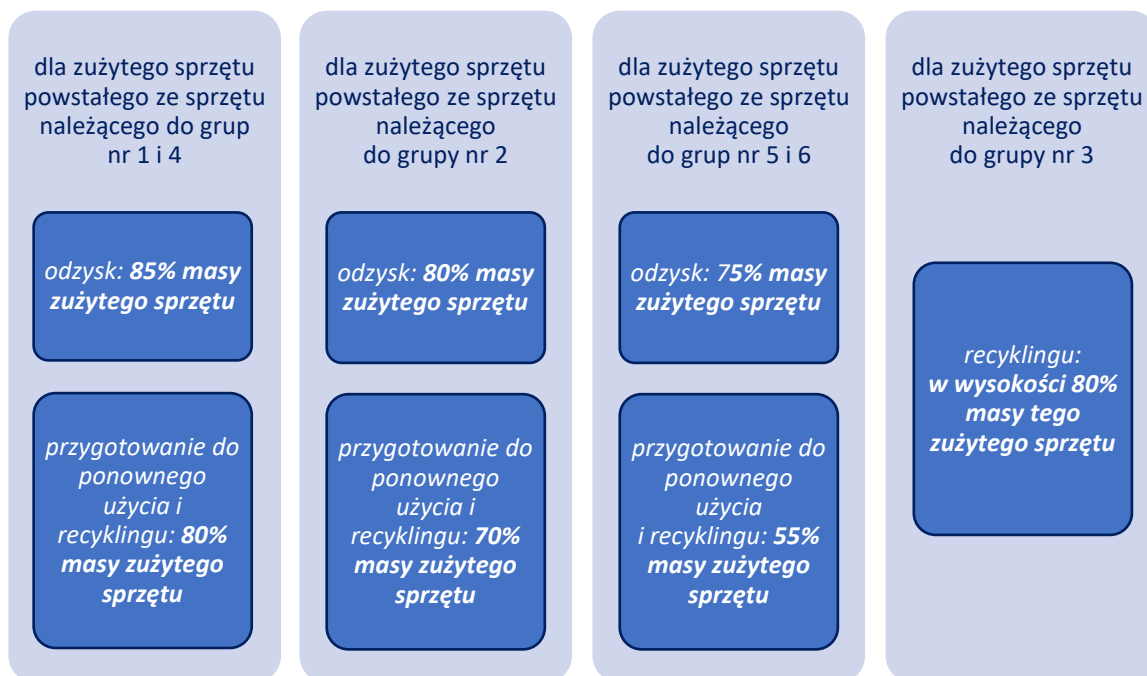 dla zużytego sprzętu
powstałego ze sprzętu
należącego do grup
nr 1 i 4
odzysk: 85% masy
zużytego sprzętu
przygotowanie do
ponownego
użycia i
recyklingu: 80%
masy zużytego
sprzętu
dla zużytego sprzętu
powstałego ze sprzętu
należącego
do grupy nr 2
odzysk: 80% masy
zużytego sprzętu
przygotowanie do
ponownego
użycia i
recyklingu: 70%
masy zużytego
sprzętu
dla zużytego sprzętu
powstałego ze sprzętu
należącego
do grup nr 5 i 6
odzysk: 75% masy
zużytego sprzętu
przygotowanie do
ponownego
użycia
i recyklingu: 55%
masy zużytego
sprzętu
dla zużytego sprzętu
powstałego ze sprzętu
należącego
do grupy nr 3
recyklingu:
w wysokości 80%
masy tego
zużytego sprzętu